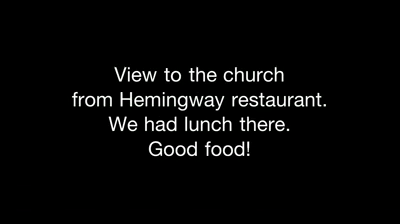 View to the church
from Hemingway restaurant.
We had lunch there.
Good food!